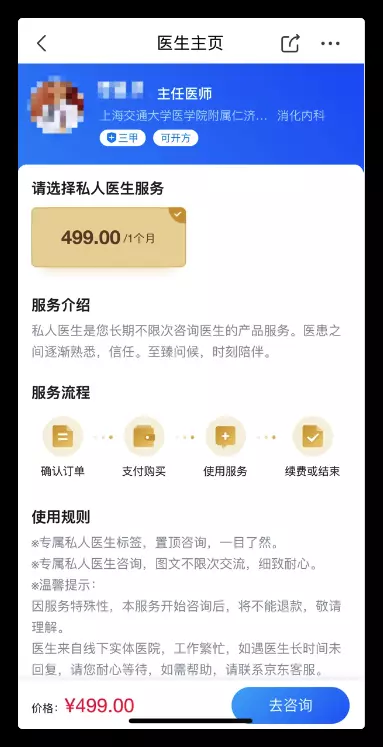 医生主页
主任医师
上海交通大学医学院附属仁济... 消化内科
三甲 可开方
请选择私人医生服务
499.00/1个月
服务介绍
私人医生是您长期不限次咨询医生的产品服务。医患之
间逐渐熟悉，信任。至臻问候，时刻陪伴。
服务流程
确认订单 支付购买 使用服务 续费或结束
使用规则
※专属私人医生标签，置顶咨询，一目了然。
※专属私人医生咨询，图文不限次交流，细致耐心。
※温馨提示：
因服务特殊性，本服务开始咨询后，将不能退款，敬请
理解。
医生来自线下实体医院，工作繁忙，如遇医生长时间未
回复，请您耐心等待，如需帮助，请联系京东客服。
价格：¥499.00 去咨询